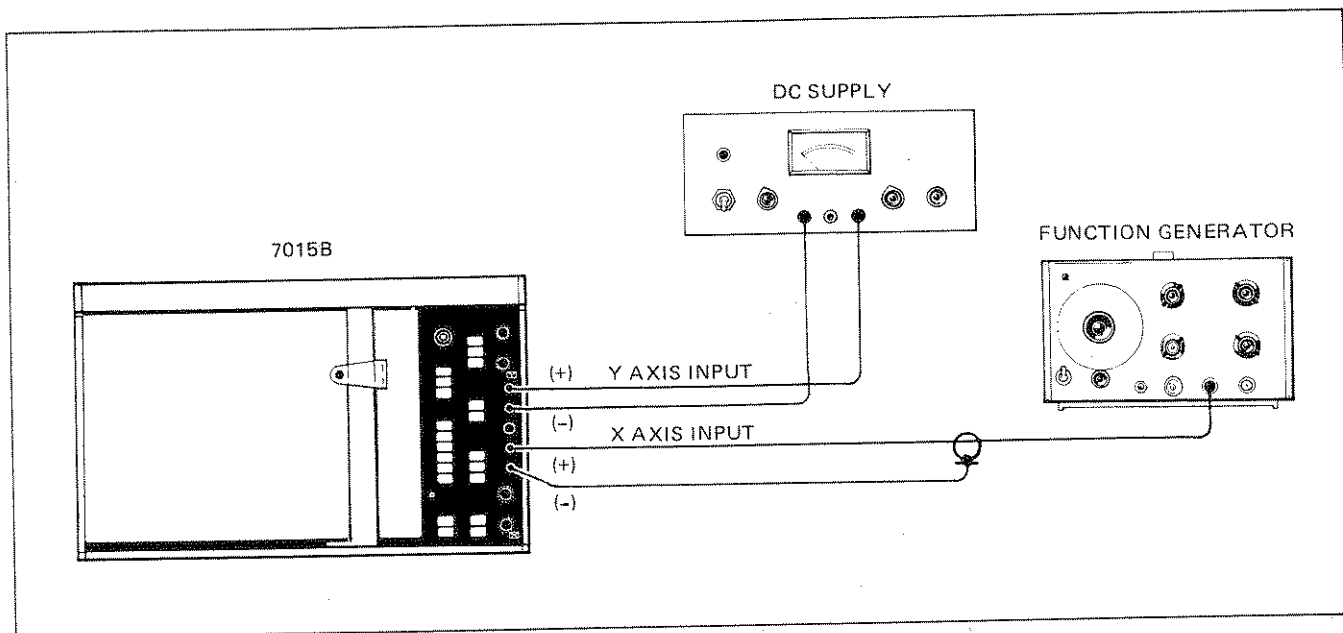 DC SUPPLY
FUNCTION GENERATOR
7015B
(+) Y AXIS INPUT
(-)
X AXIS INPUT
(+)
(-)